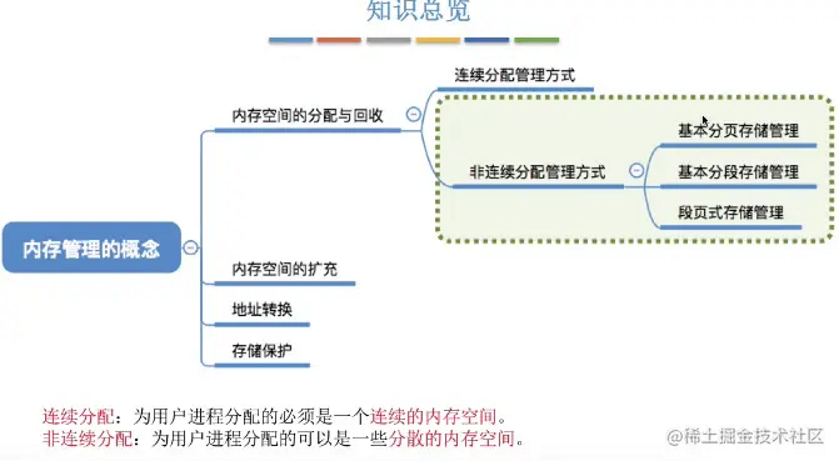 知识总览
连续分配管理方式
内存空间的分配与回收
基本分页存储管理
非连续分配管理方式
基本分段存储管理
段页式存储管理
内存管理的概念
内存空间的扩充
地址转换
存储保护
连续分配：为用户进程分配的必须是一个连续的内存空间。
非连续分配：为用户进程分配的可以是一些分散的内存空间。
@稀土掘金技术社区